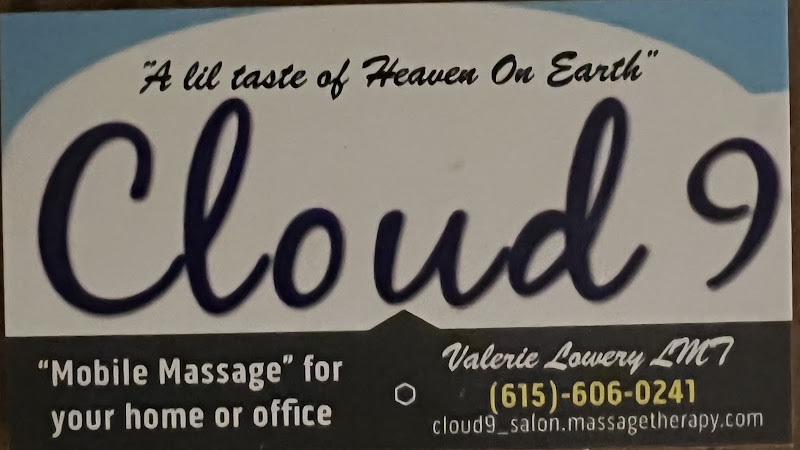 "A lil taste of Heaven On Earth"
Cloud 9
"Mobile Massage" for
your home or office
Valerie Lowery LMT
(615)-606-0241
cloud9_salon.massagetherapy.com